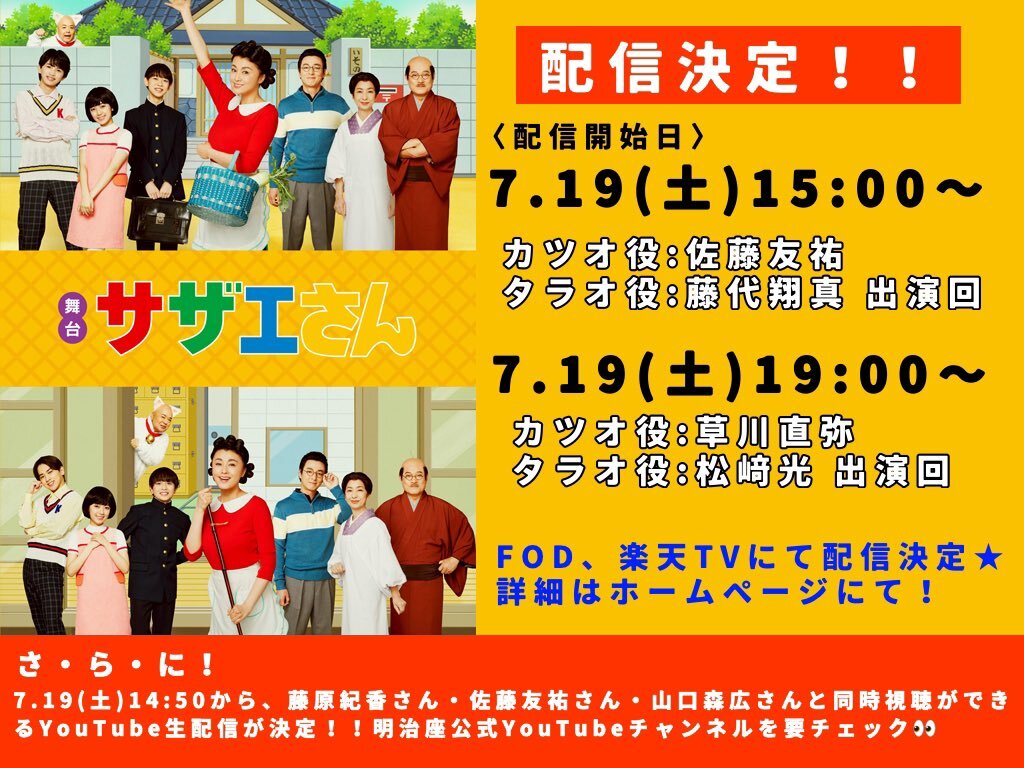 いその
K
舞台
サザエさん
配信決定!!
〈配信開始日〉
7.19(土)15:00〜
カツオ役:佐藤友祐
タラオ役:藤代翔真 出演回
7.19(土)19:00〜
カツオ役:草川直弥
タラオ役:松﨑光 出演回
FOD、楽天TVにて配信決定★
詳細はホームページにて!
さ・ら・に!
7.19(土)14:50から、藤原紀香さん・佐藤友祐さん・山口森広さんと同時視聴ができ
るYouTube生配信が決定!!明治座公式YouTubeチャンネルを要チェック👀